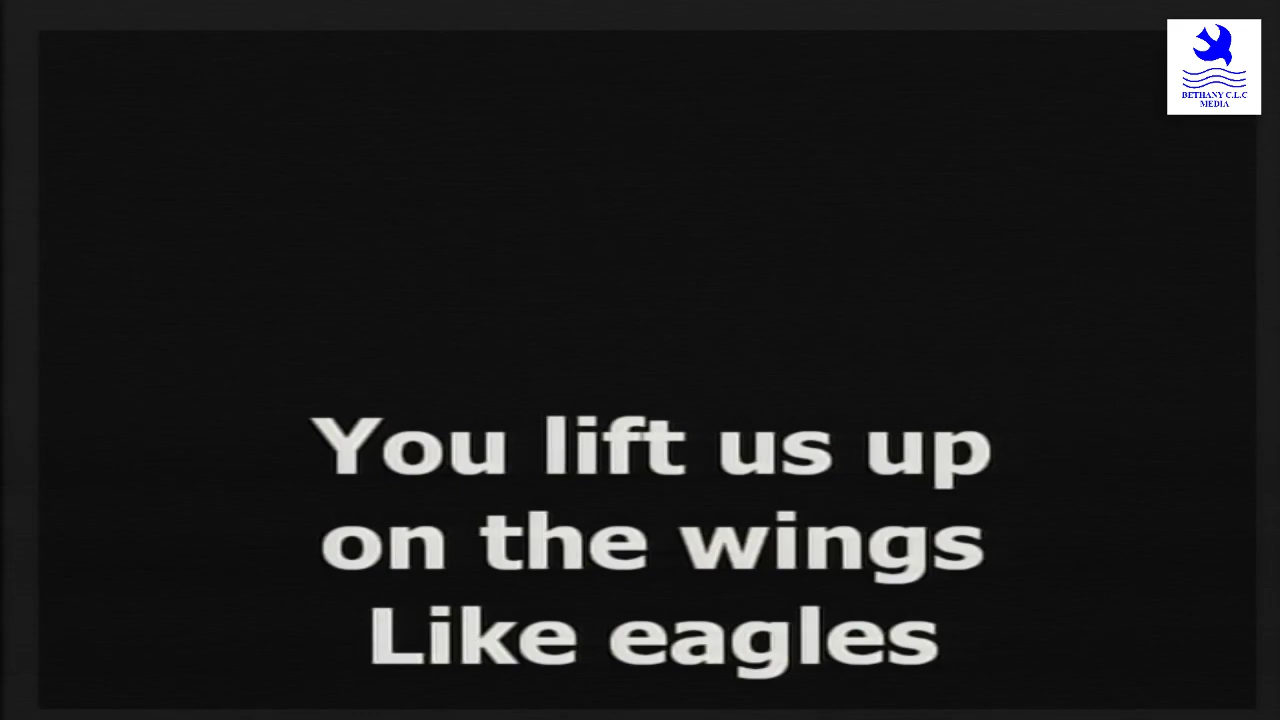 BETHANY C.L.C
MEDIA
You lift us up
on the wings
Like eagles